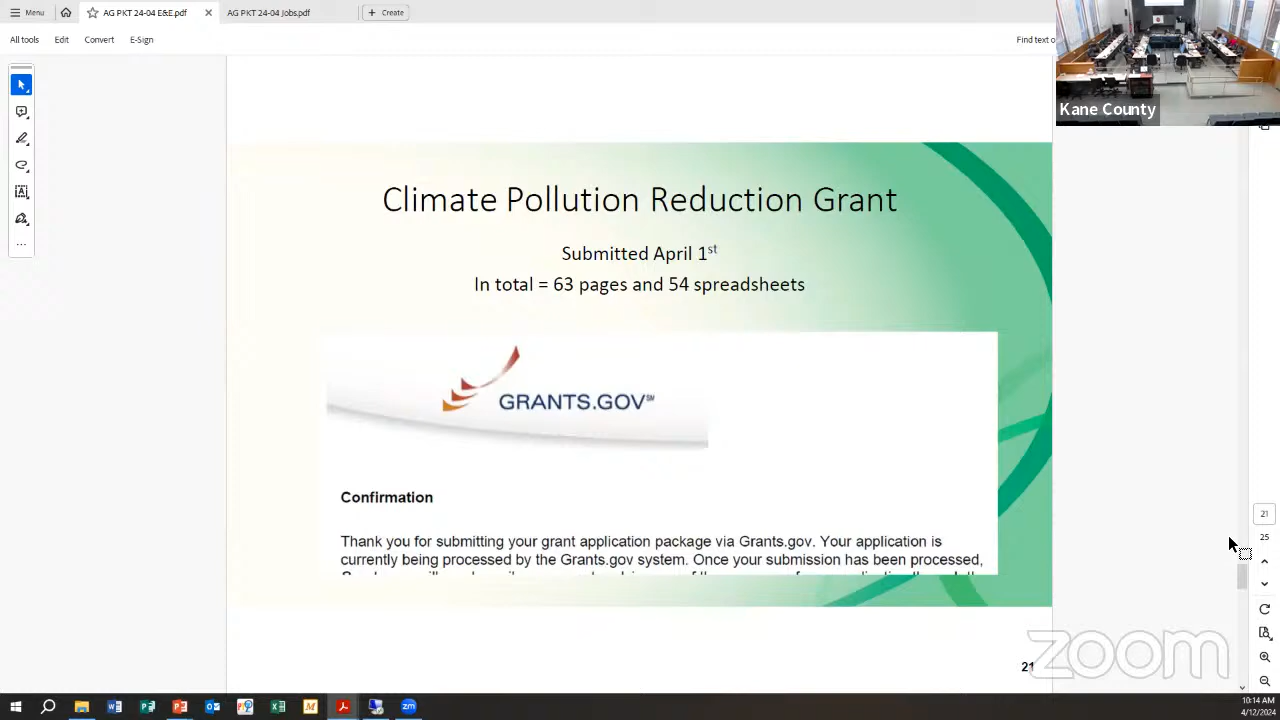 Menu
AG PKT 24-04 E&E.pdf
AG PKT 24-04 Jobs.pdf
Create
All tools
Edit
Convert
E-Sign
Find text o
Kane County
Climate Pollution Reduction Grant
Submitted April 1st
In total = 63 pages and 54 spreadsheets
GRANTS.GOV℠
Confirmation
Thank you for submitting your grant application package via Grants.gov. Your application is
currently being processed by the Grants.gov system. Once your submission has been processed,
21
25
21
zoom
10:14 AM
4/12/2024